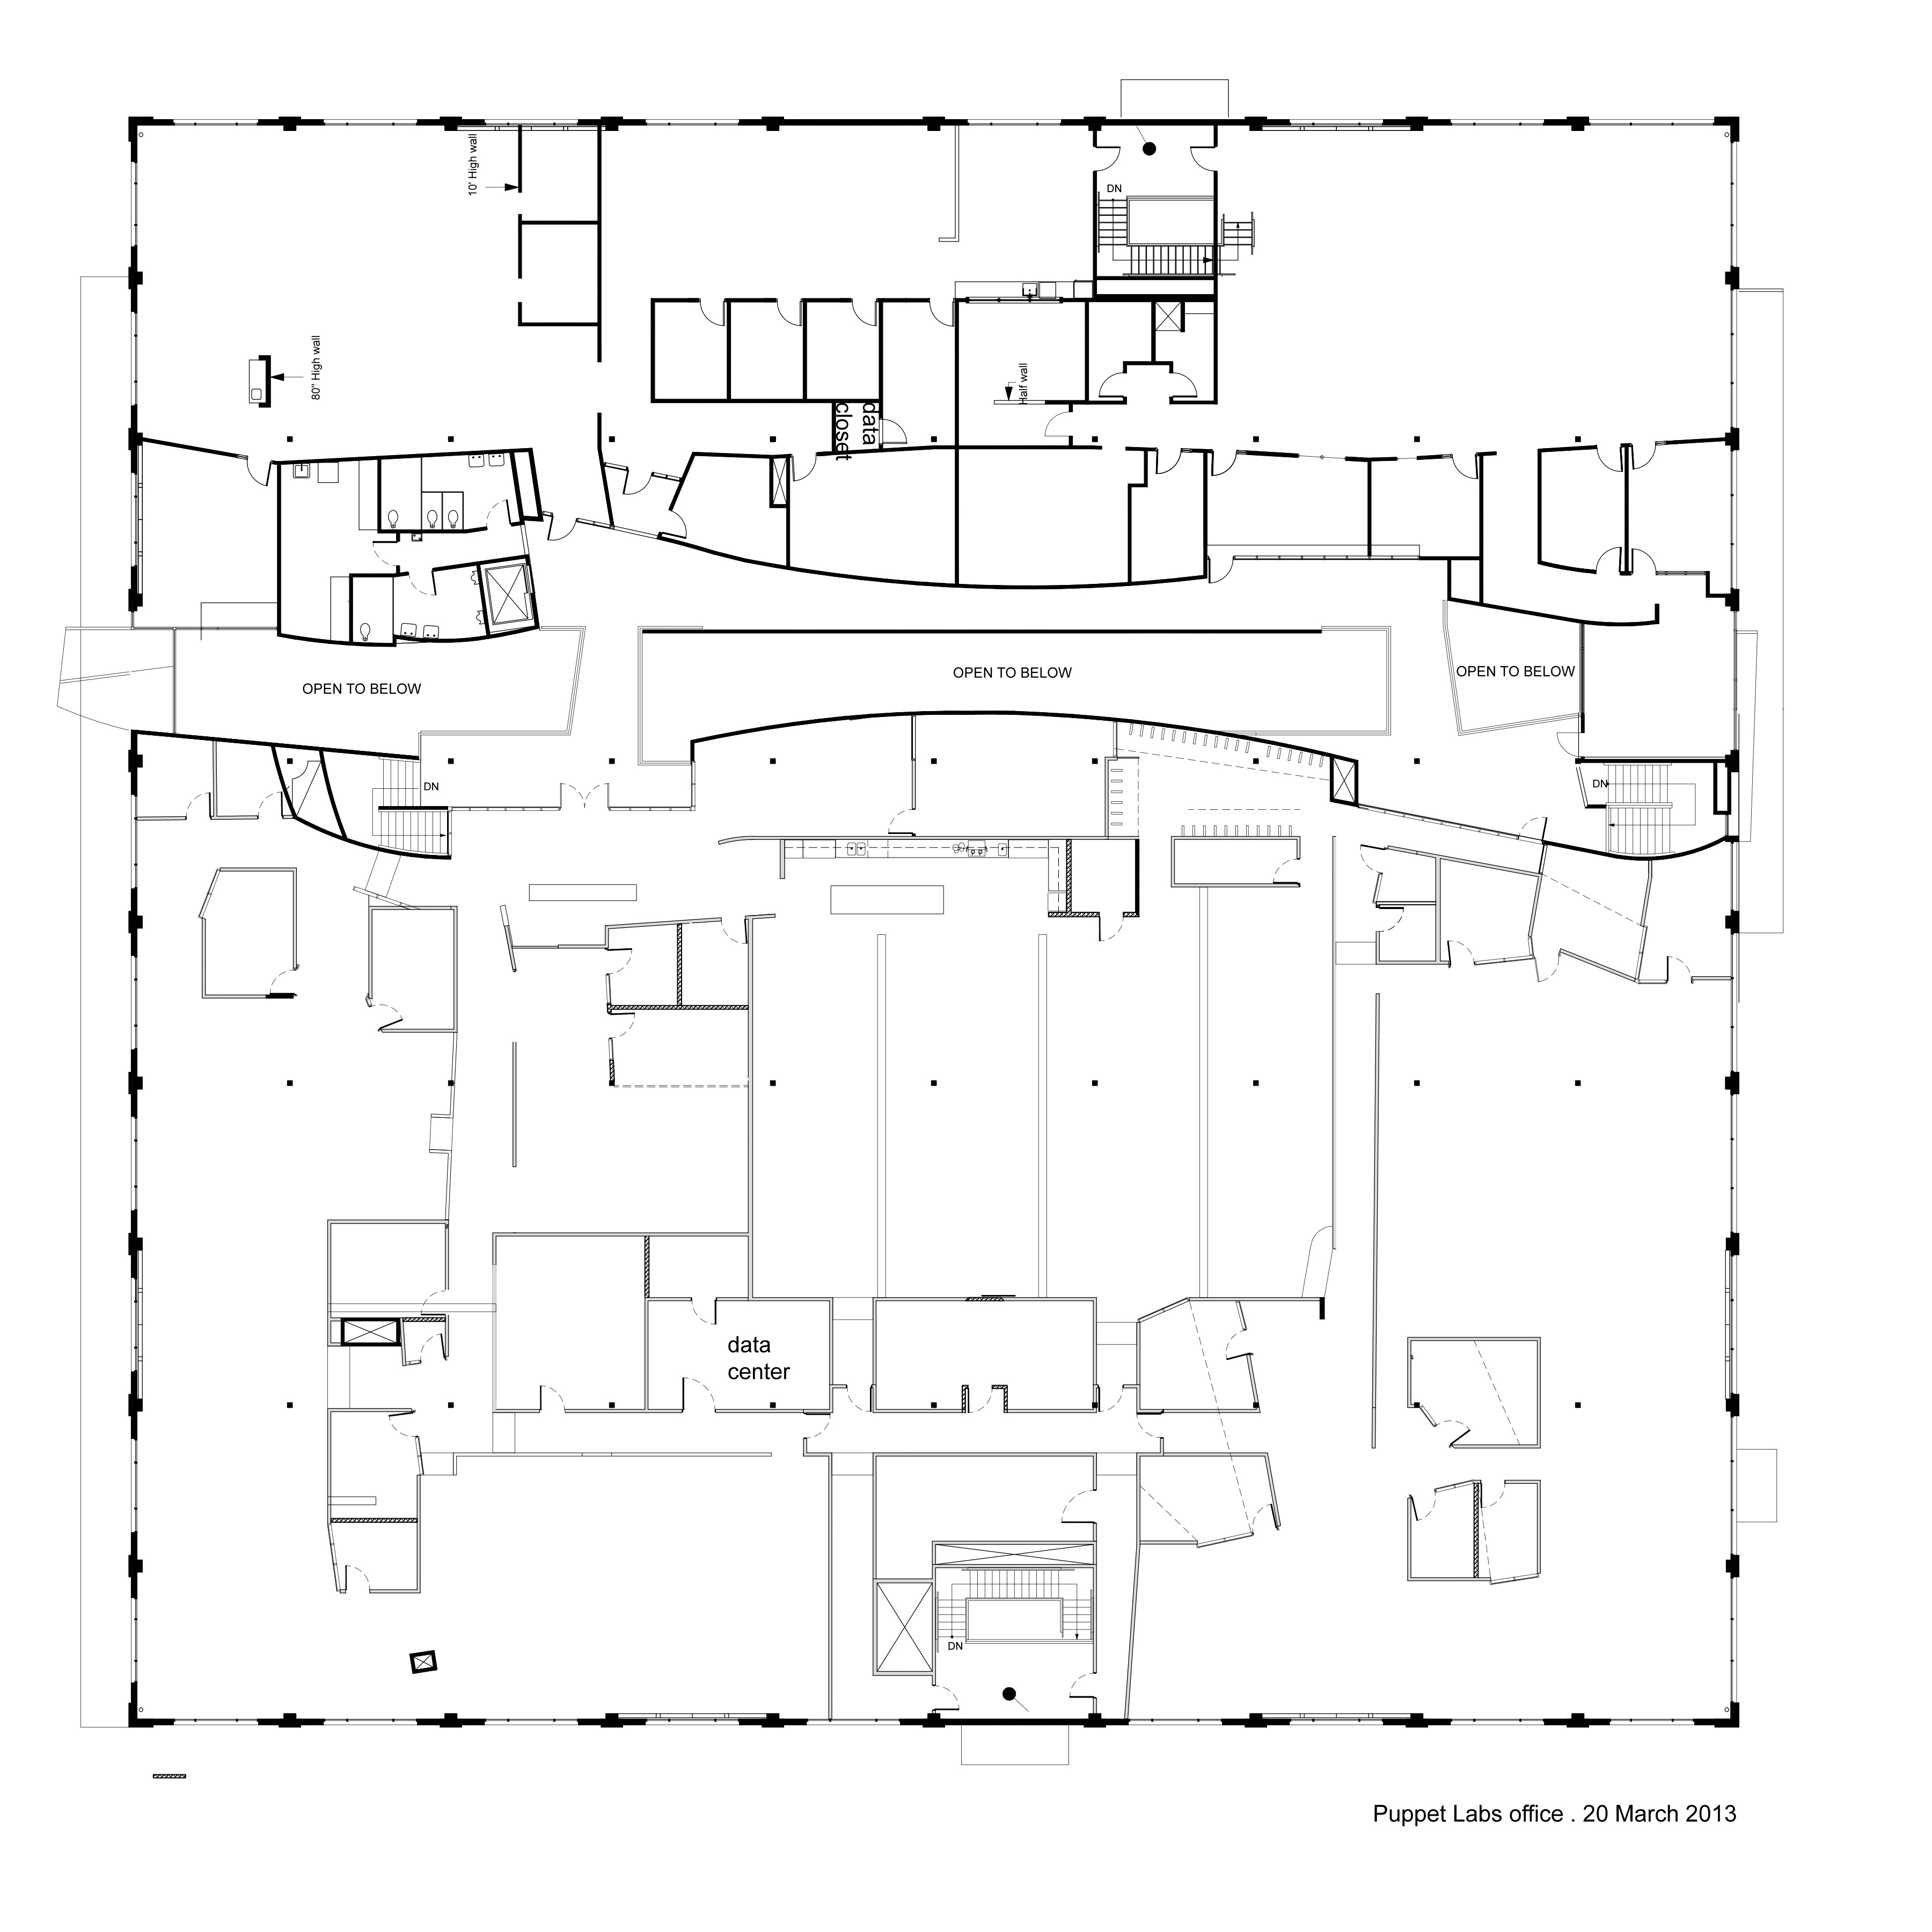 10' High wall
DN
80" High wall
Half wall
data
closet
OPEN TO BELOW
OPEN TO BELOW
OPEN TO BELOW
DN
DN
data
center
DN
Puppet Labs office . 20 March 2013